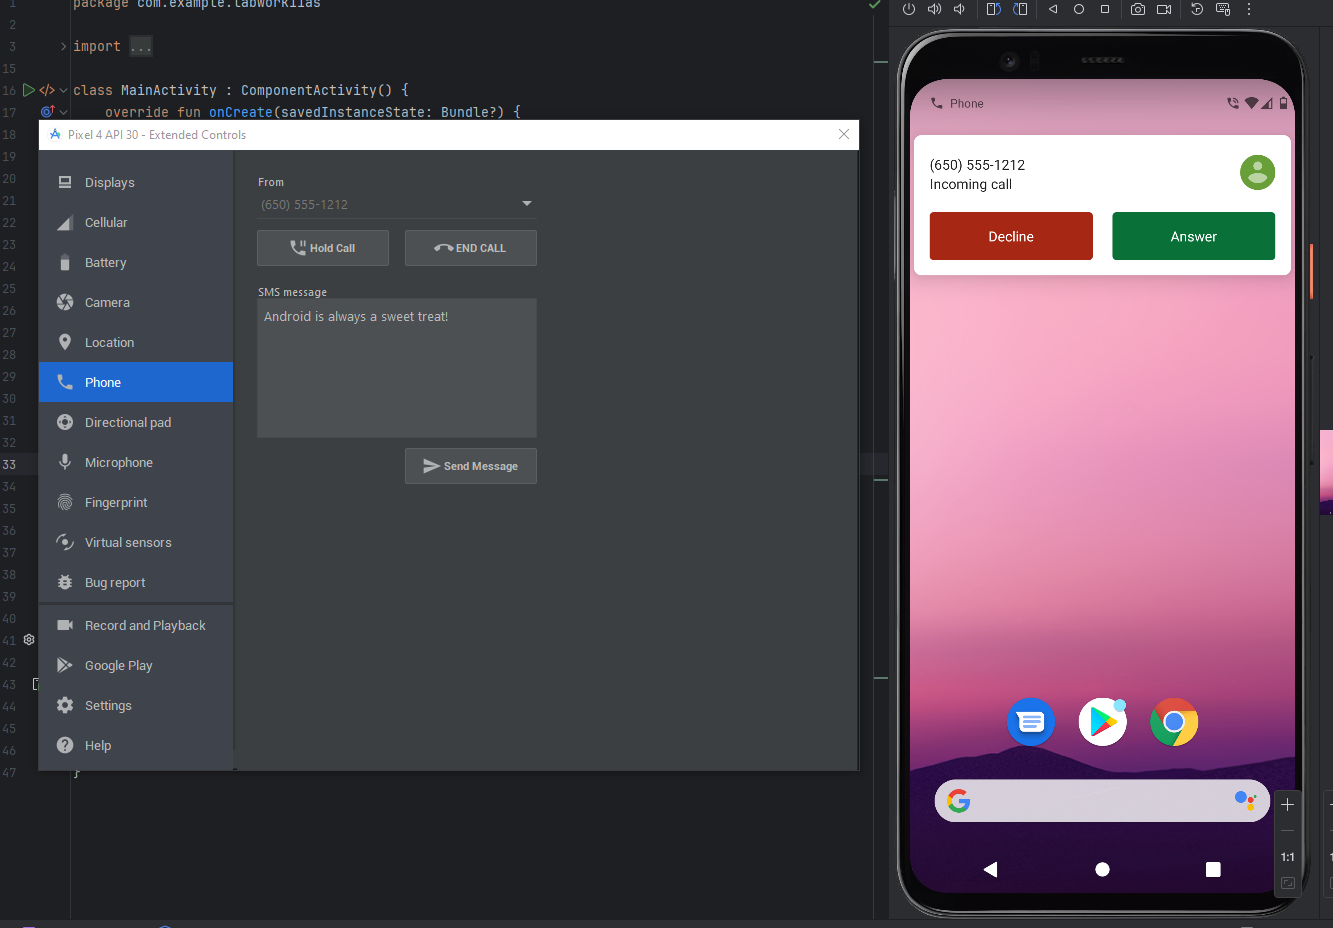 1 package com.example.labworklias
2
3 import ...
15
16 class MainActivity : ComponentActivity() {
17 override fun onCreate(savedInstanceState: Bundle?) {
18
19
20
21
22
23
24
25
26
27
28
29
30
31
32
33
34
35
36
37
38
39
40
41
42
43
44
45
46
47 }
Pixel 4 API 30 - Extended Controls
Displays
Cellular
Battery
Camera
Location
Phone
Directional pad
Microphone
Fingerprint
Virtual sensors
Bug report
Record and Playback
Google Play
Settings
Help
From
(650) 555-1212
Hold Call
END CALL
SMS message
Android is always a sweet treat!
Send Message
Phone
(650) 555-1212
Incoming call
Decline
Answer
1:1